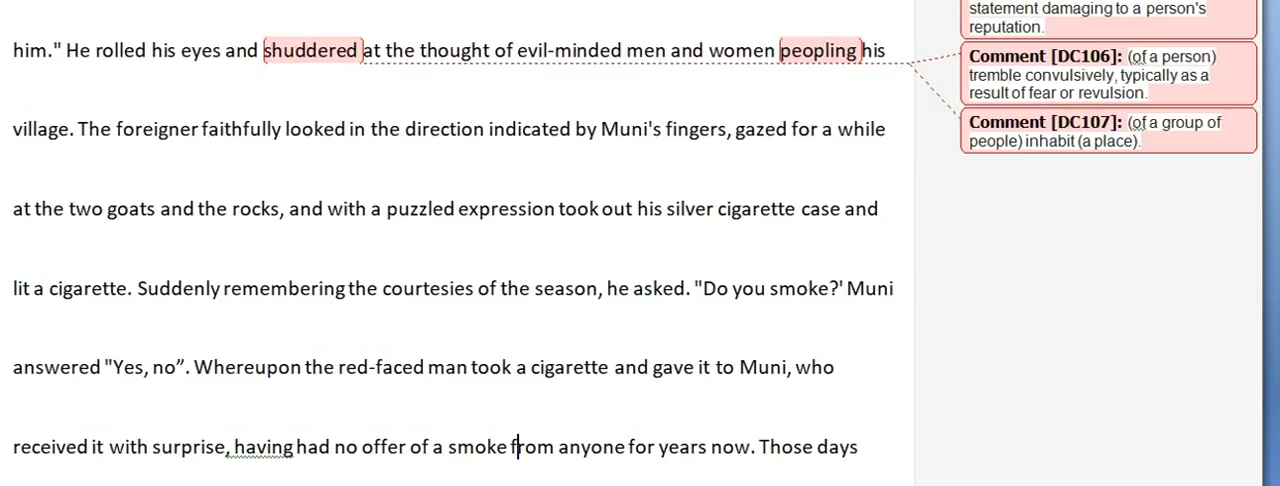 him." He rolled his eyes and shuddered at the thought of evil-minded men and women peopling his
village. The foreigner faithfully looked in the direction indicated by Muni's fingers, gazed for a while
at the two goats and the rocks, and with a puzzled expression took out his silver cigarette case and
lit a cigarette. Suddenly remembering the courtesies of the season, he asked. "Do you smoke?' Muni
answered "Yes, no”. Whereupon the red-faced man took a cigarette and gave it to Muni, who
received it with surprise, having had no offer of a smoke from anyone for years now. Those days
statement damaging to a person's
reputation.
Comment [DC106]: (of a person)
tremble convulsively, typically as a
result of fear or revulsion.
Comment [DC107]: (of a group of
people) inhabit (a place).